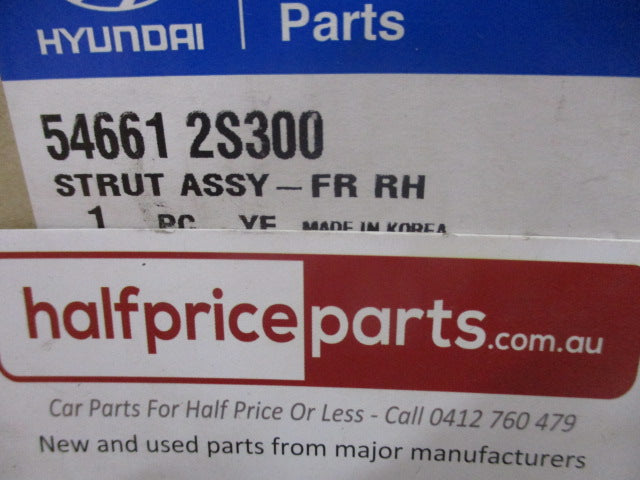 HYUNDAI Parts
54661 2S300
STRUT ASSY-FR RH
1 PC YF MADE IN KOREA
halfpriceparts.com.au
Car Parts For Half Price Or Less - Call 0412 760 479
New and used parts from major manufacturers